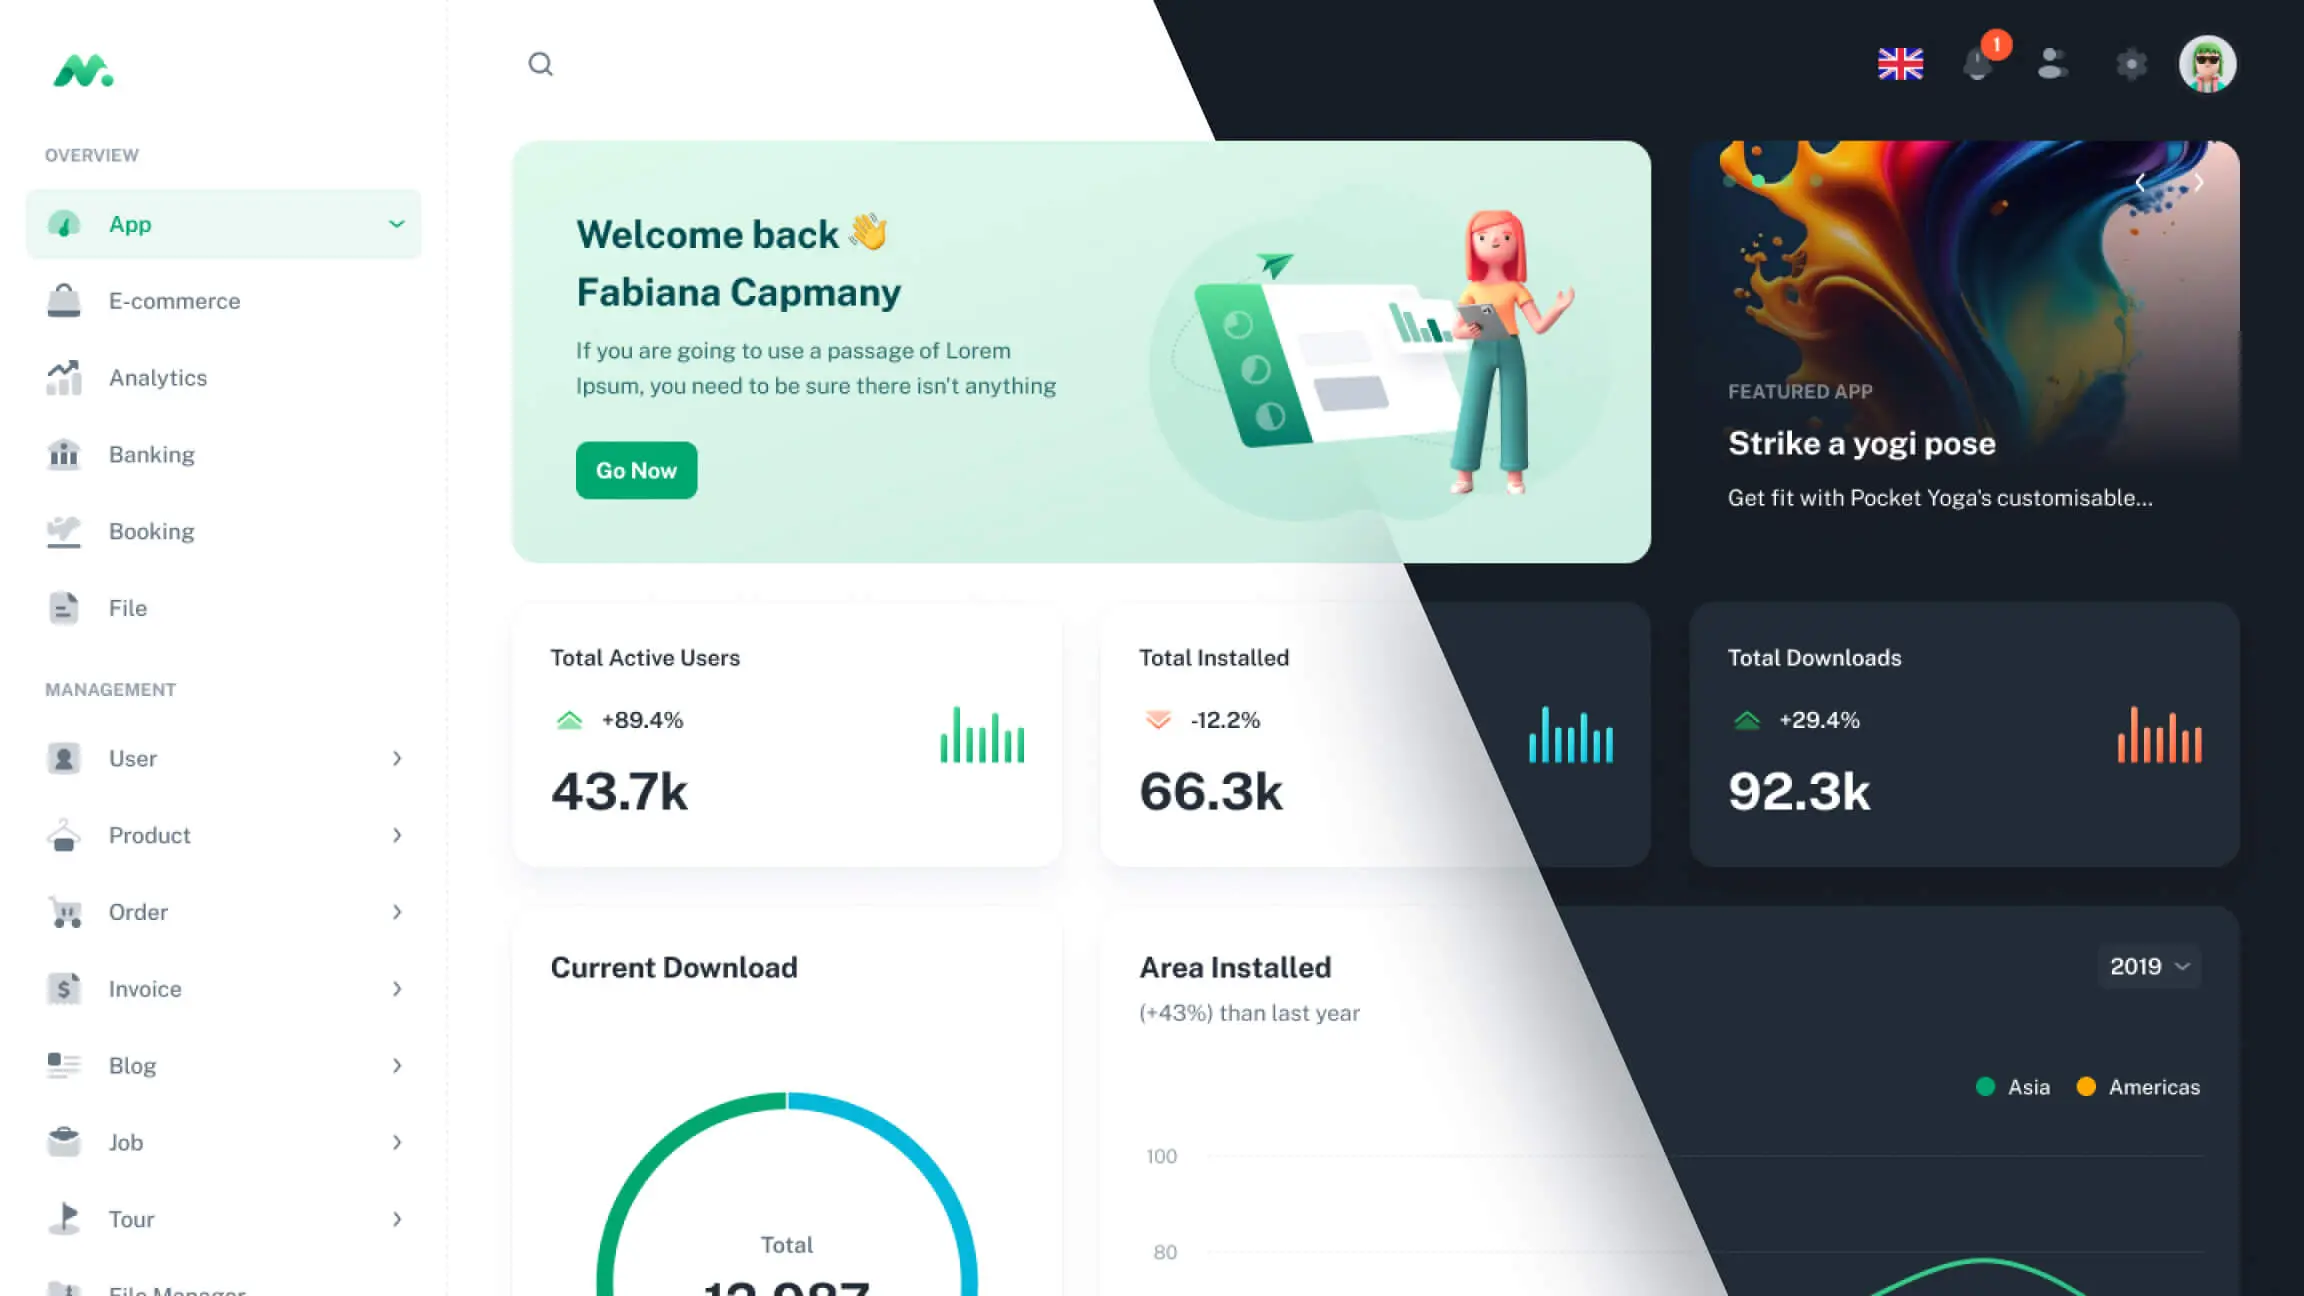 OVERVIEW
App
E-commerce
Analytics
Banking
Booking
File
MANAGEMENT
User
Product
Order
Invoice
Blog
Job
Tour
File Manager
1
Welcome back 👋
Fabiana Capmany
If you are going to use a passage of Lorem
Ipsum, you need to be sure there isn't anything
Go Now
FEATURED APP
Strike a yogi pose
Get fit with Pocket Yoga's customisable...
Total Active Users
+89.4%
43.7k
Total Installed
-12.2%
66.3k
Total Downloads
+29.4%
92.3k
Current Download
Total
12,987
Area Installed
(+43%) than last year
2019
Asia
Americas
100
80